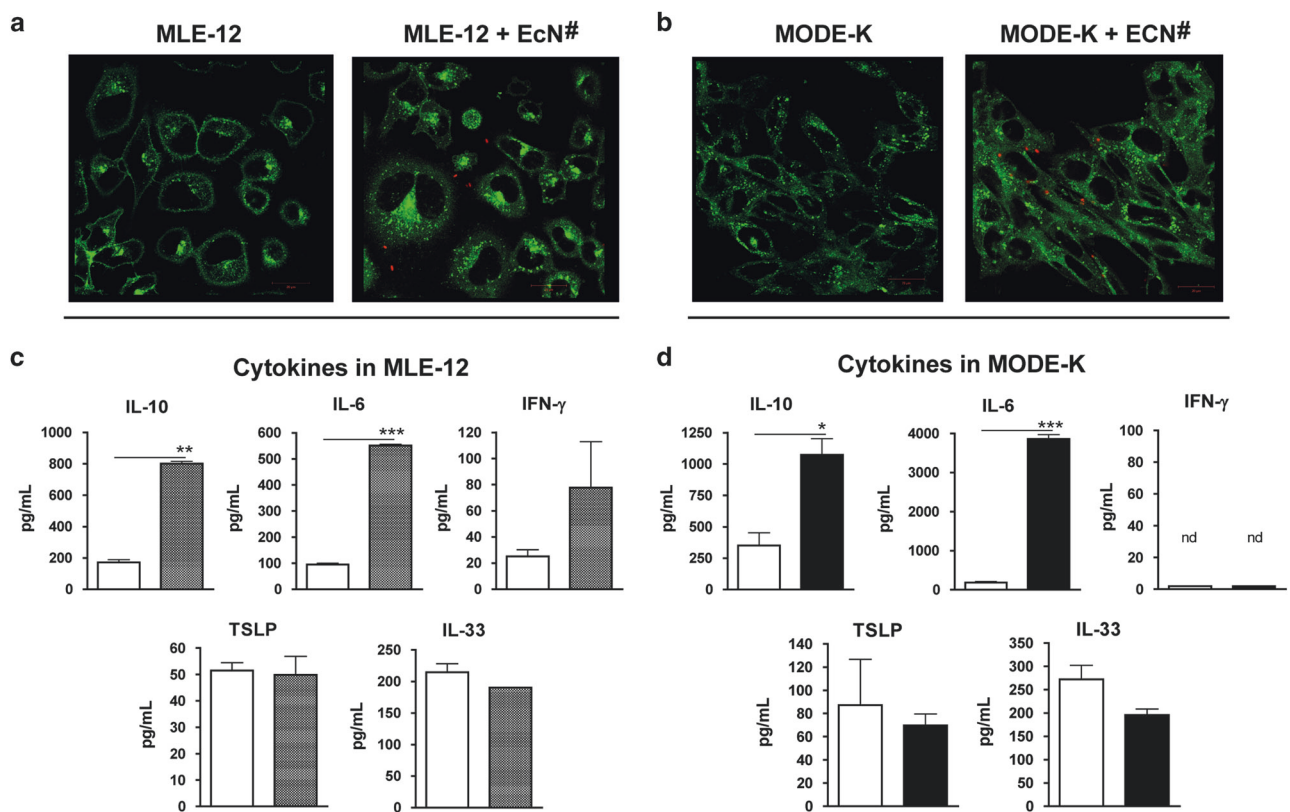 a
MLE-12
MLE-12 + EcN#
b
MODE-K
MODE-K + ECN#
c
Cytokines in MLE-12
IL-10
IL-6
IFN-γ
1000
800
600
400
200
0
pg/mL
**
600
500
400
300
200
100
0
pg/mL
***
120
100
80
60
40
20
0
pg/mL
TSLP
IL-33
60
50
40
30
20
10
0
pg/mL
250
200
150
100
50
0
pg/mL
d
Cytokines in MODE-K
IL-10
IL-6
IFN-γ
1250
1000
750
500
250
0
pg/mL
*
4000
3000
2000
1000
0
pg/mL
***
100
80
60
40
20
0
pg/mL
nd
nd
TSLP
IL-33
140
120
100
80
60
40
20
0
pg/mL
350
300
250
200
150
100
50
0
pg/mL